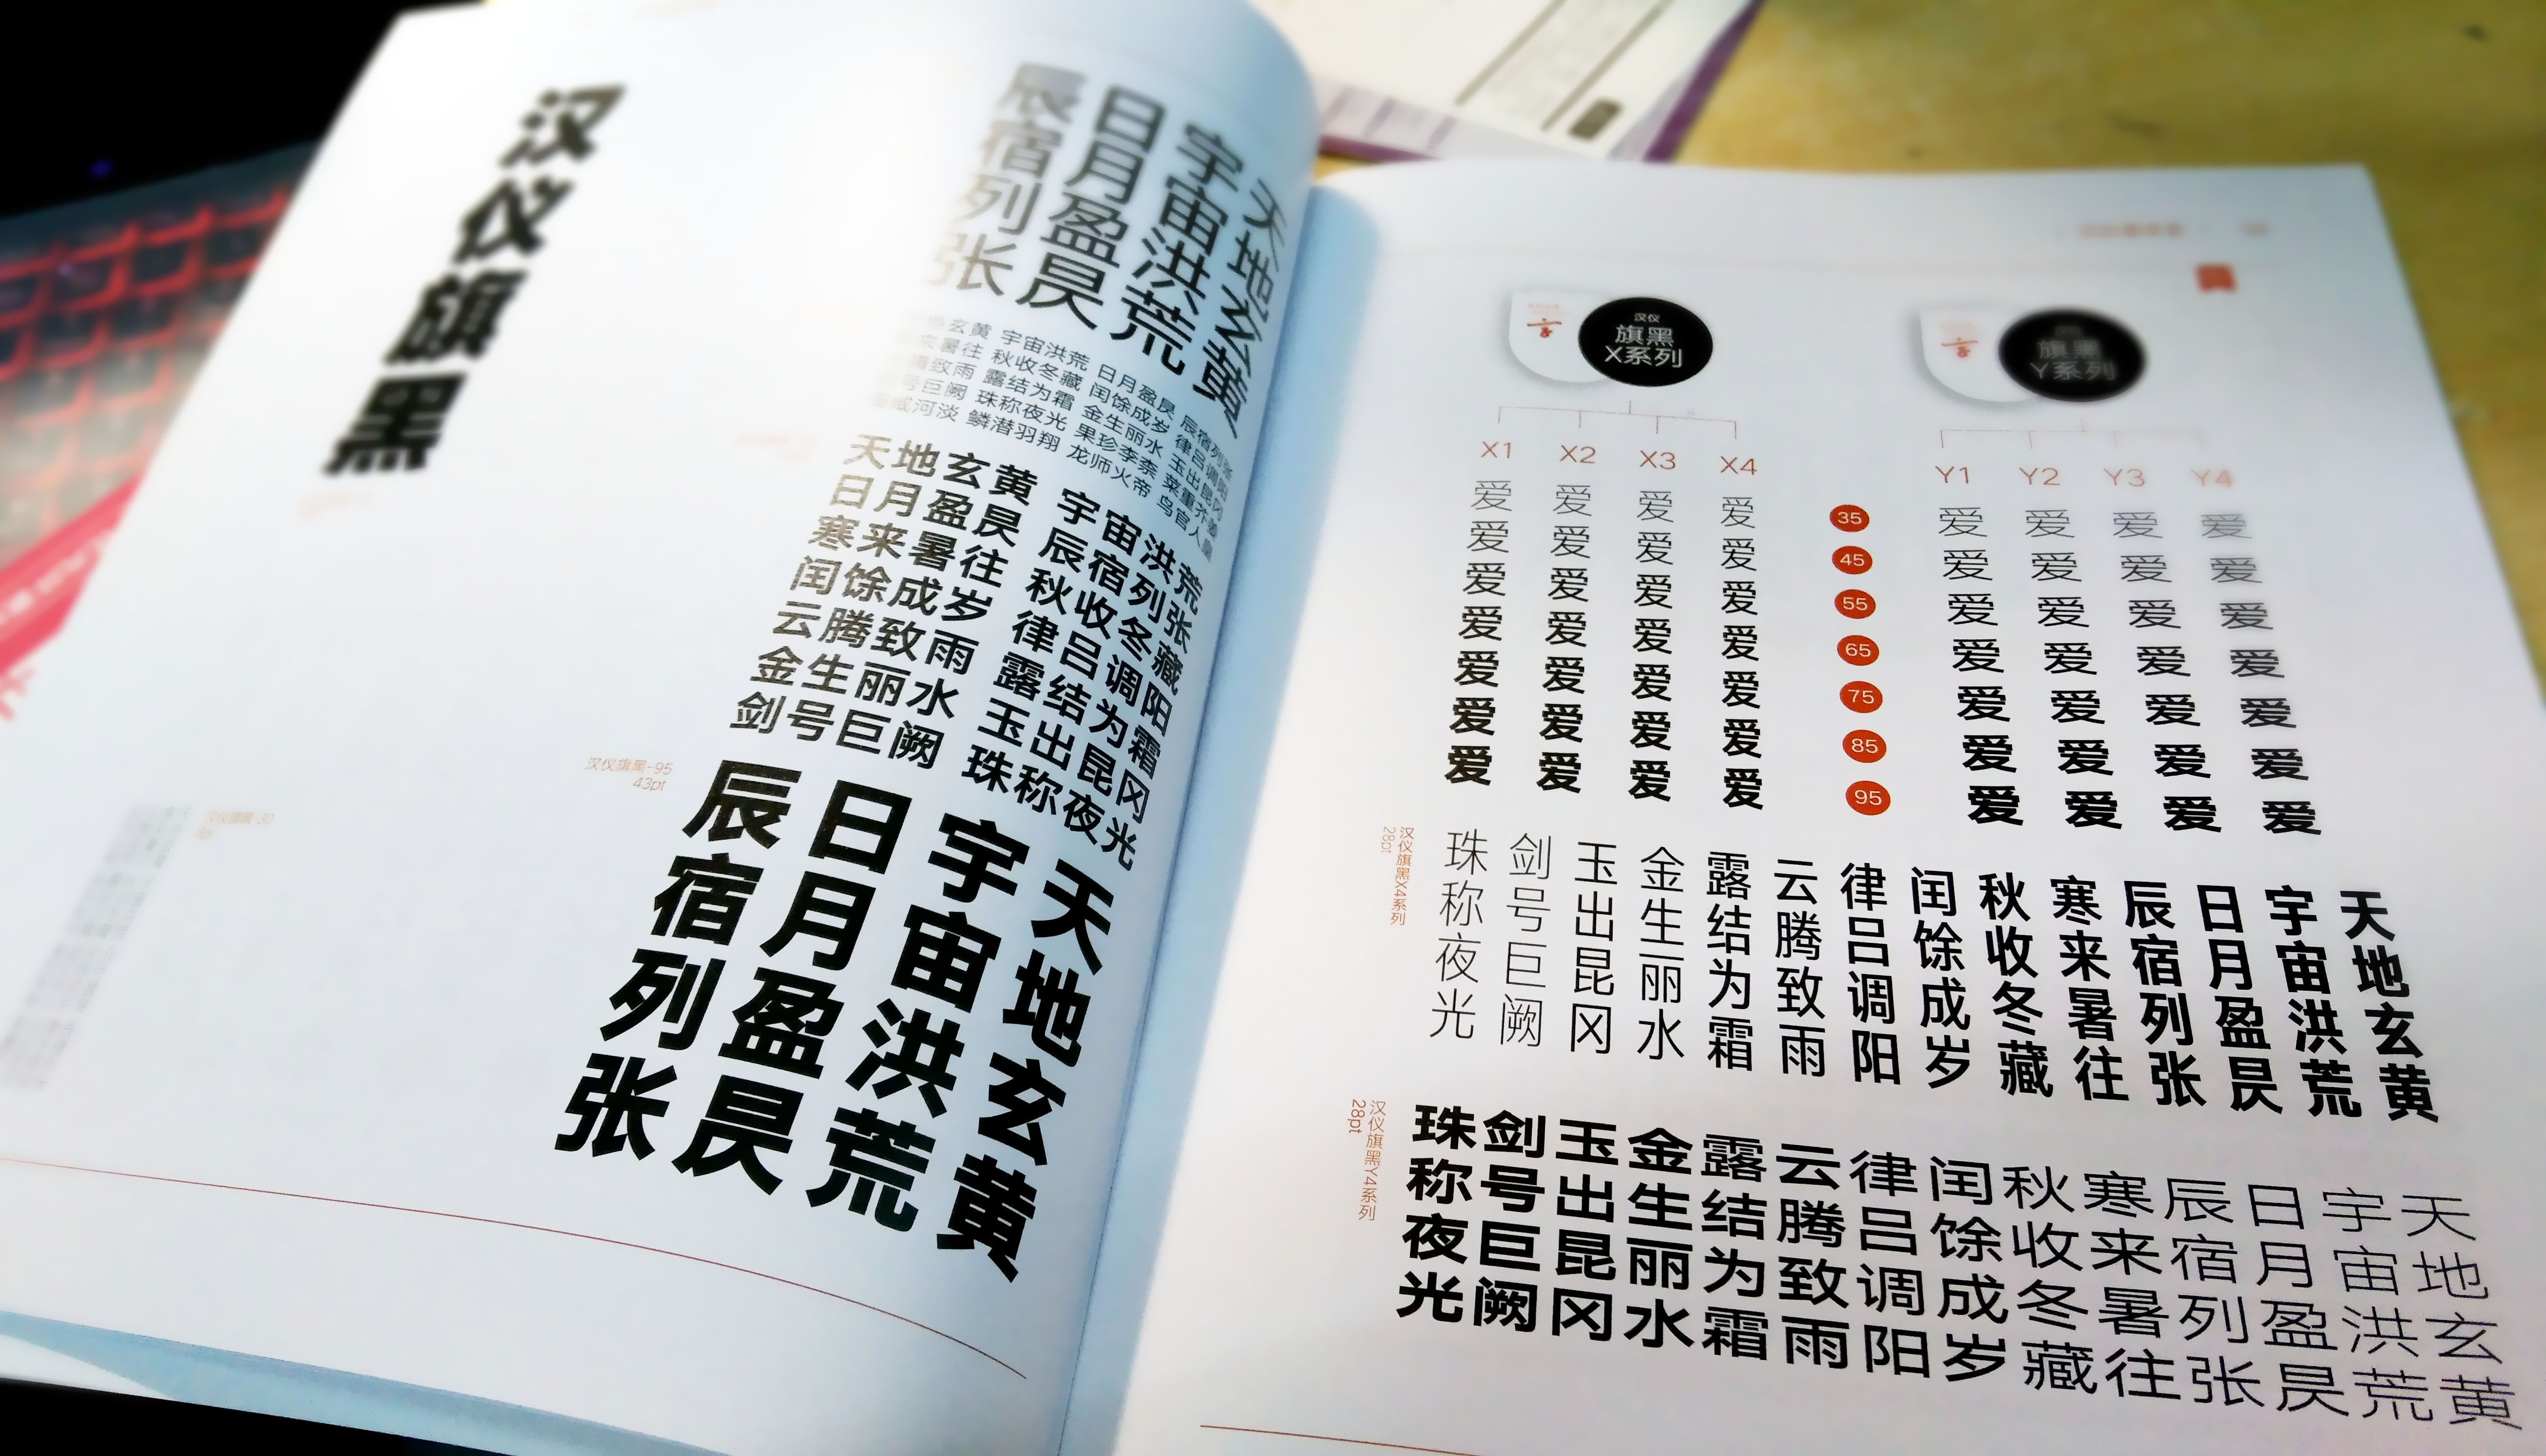 汉仪旗黑
天地玄黄
宇宙洪荒
日月盈昃
辰宿列张
玄黄 宇宙洪荒 日月盈昃 辰宿列张
来暑往 秋收冬藏 闰馀成岁 律吕调阳
腾致雨 露结为霜 金生丽水 玉出昆冈
号巨阙 珠称夜光 果珍李柰 菜重芥姜
咸河淡 鳞潜羽翔 龙师火帝 鸟官人皇
天地玄黄 宇宙洪荒
日月盈昃 辰宿列张
寒来暑往 秋收冬藏
闰馀成岁 律吕调阳
云腾致雨 露结为霜
金生丽水 玉出昆冈
剑号巨阙 珠称夜光
汉仪旗黑-95
43pt
天地玄黄
宇宙洪荒
日月盈昃
辰宿列张
汉仪
旗黑
X系列
旗黑
Y系列
X1 X2 X3 X4
Y1 Y2 Y3 Y4
爱 爱 爱 爱 35 爱 爱 爱 爱
爱 爱 爱 爱 45 爱 爱 爱 爱
爱 爱 爱 爱 55 爱 爱 爱 爱
爱 爱 爱 爱 65 爱 爱 爱 爱
爱 爱 爱 爱 75 爱 爱 爱 爱
爱 爱 爱 爱 85 爱 爱 爱 爱
爱 爱 爱 爱 95 爱 爱 爱 爱
天地玄黄
宇宙洪荒
日月盈昃
辰宿列张
寒来暑往
秋收冬藏
闰馀成岁
律吕调阳
云腾致雨
露结为霜
金生丽水
玉出昆冈
剑号巨阙
珠称夜光
汉仪旗黑X4系列
28pt
天地玄黄
宇宙洪荒
日月盈昃
辰宿列张
寒来暑往
秋收冬藏
闰馀成岁
律吕调阳
云腾致雨
露结为霜
金生丽水
玉出昆冈
剑号巨阙
珠称夜光
汉仪旗黑Y4系列
28pt